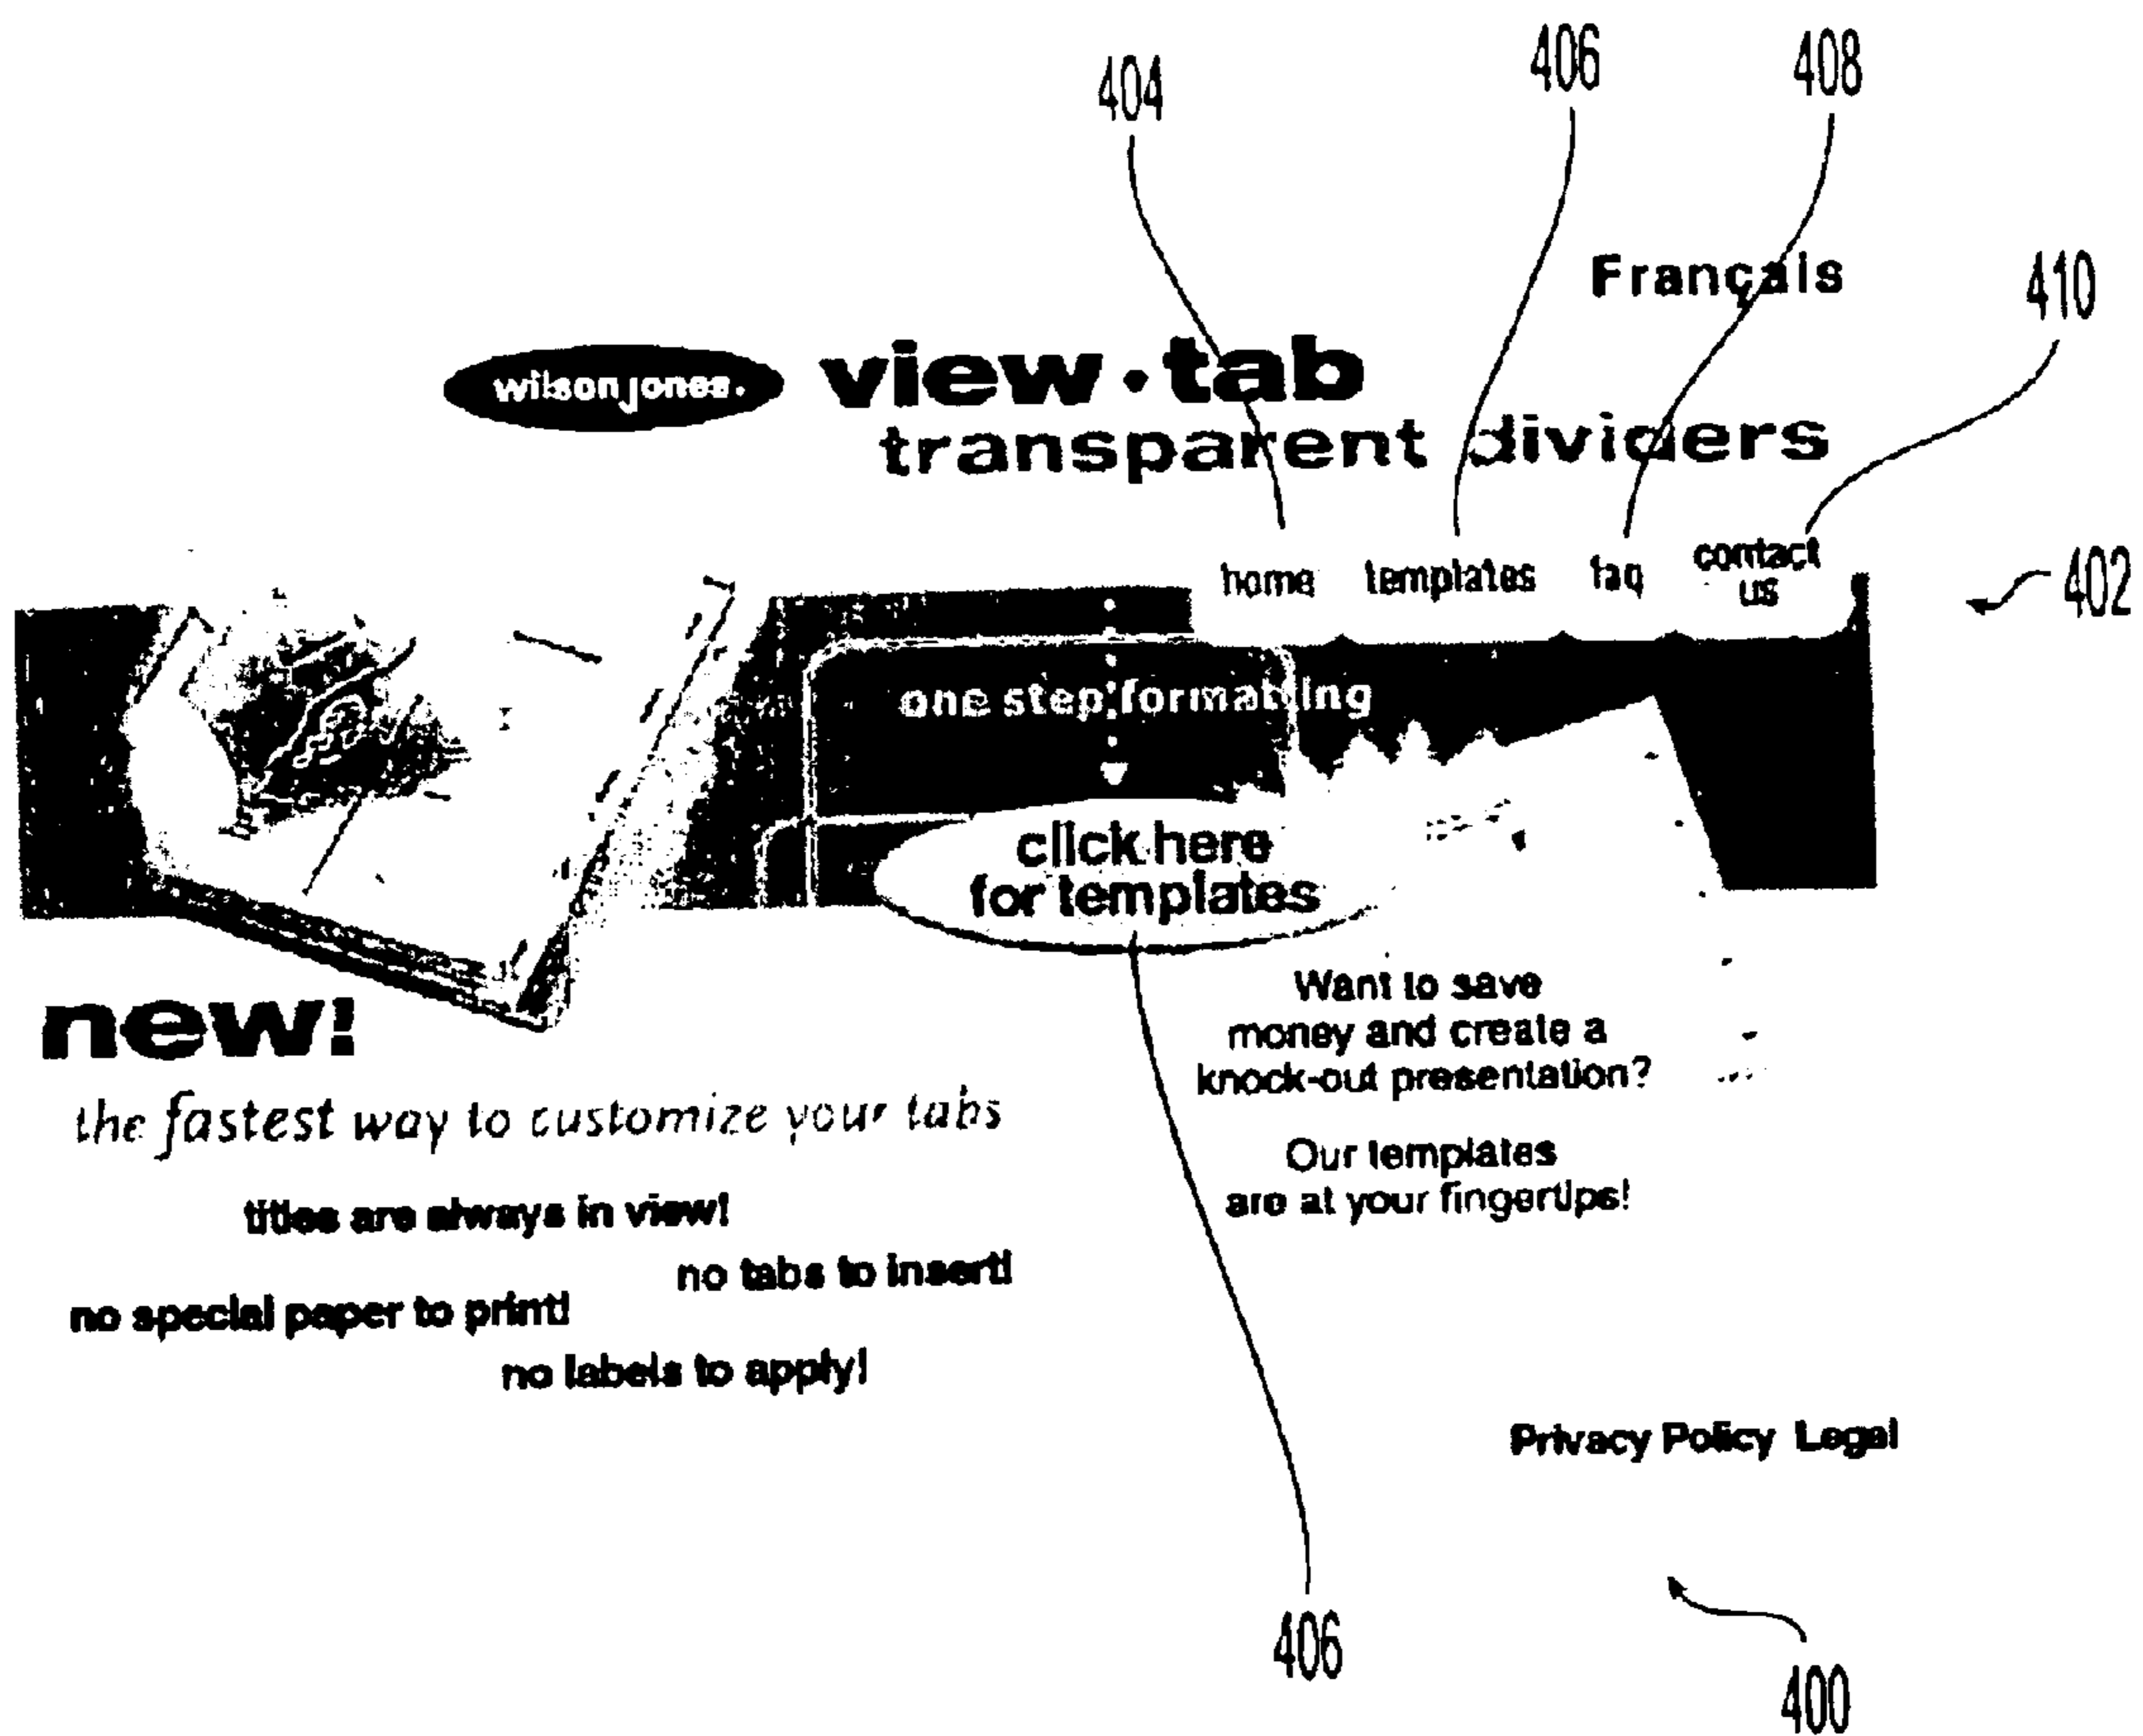 404
406
408
Français
410
wilson jones.
view•tab
transparent dividers
home templates faq contact us
402
one step formatting
click here
for templates
new!
the fastest way to customize your tabs
titles are always in view!
no tabs to insert!
no special paper to print!
no labels to apply!
Want to save
money and create a
knock-out presentation?
Our templates
are at your fingertips!
Privacy Policy Legal
406
400